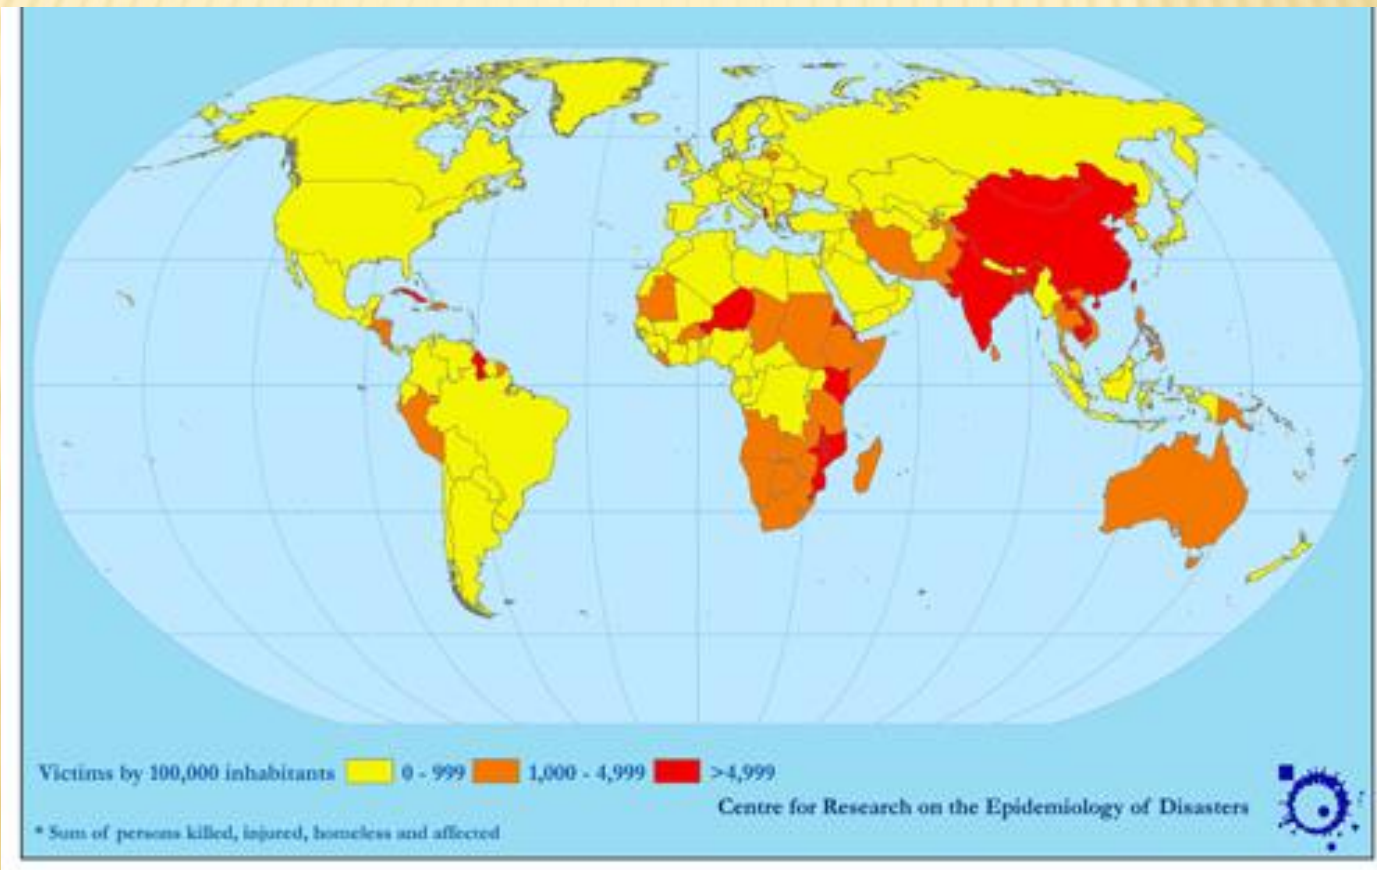 Victims by 100,000 inhabitants 0 - 999 1,000 - 4,999 >4,999
Centre for Research on the Epidemiology of Disasters
* Sum of persons killed, injured, homeless and affected